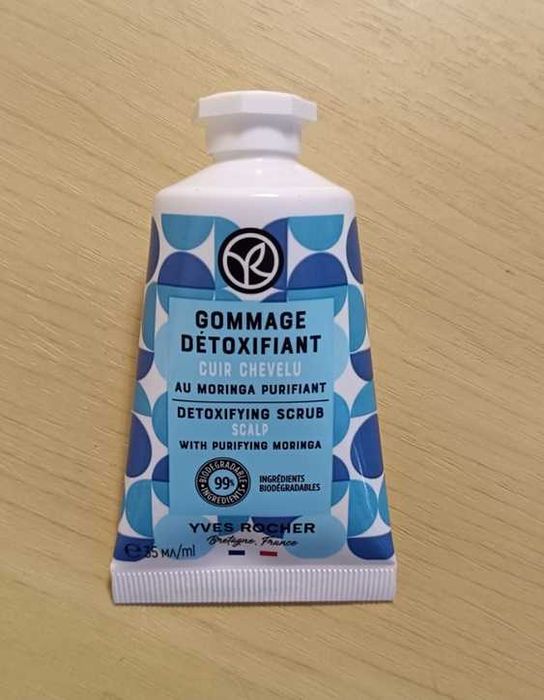 GOMMAGE
DÉTOXIFIANT
CUIR CHEVELU
AU MORINGA PURIFIANT
DETOXIFYING SCRUB
SCALP
WITH PURIFYING MORINGA
BIODEGRADABLE
99%
INGREDIENTS
INGRÉDIENTS
BIODÉGRADABLES
YVES ROCHER
Bretagne, France
℮35 мл/ml